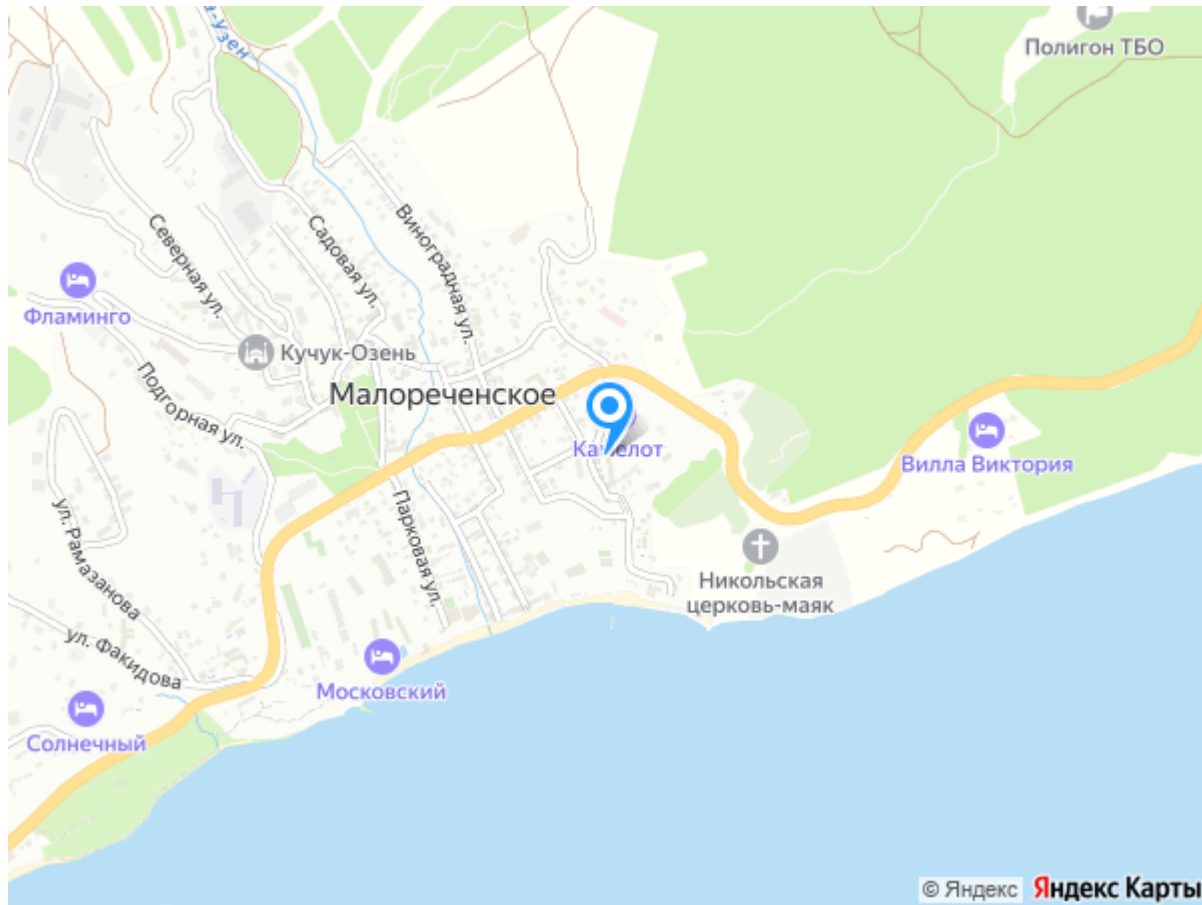 а-Узен
Полигон ТБО
Виноградная ул.
Садовая ул.
Северная ул.
Фламинго
Кучук-Озень
Малореченское
Подгорная ул.
Вилла Виктория
Парковая ул.
ул. Рамазанова
Никольская
церковь-маяк
ул. Факидова
Московский
Солнечный
© Яндекс Яндекс Карты